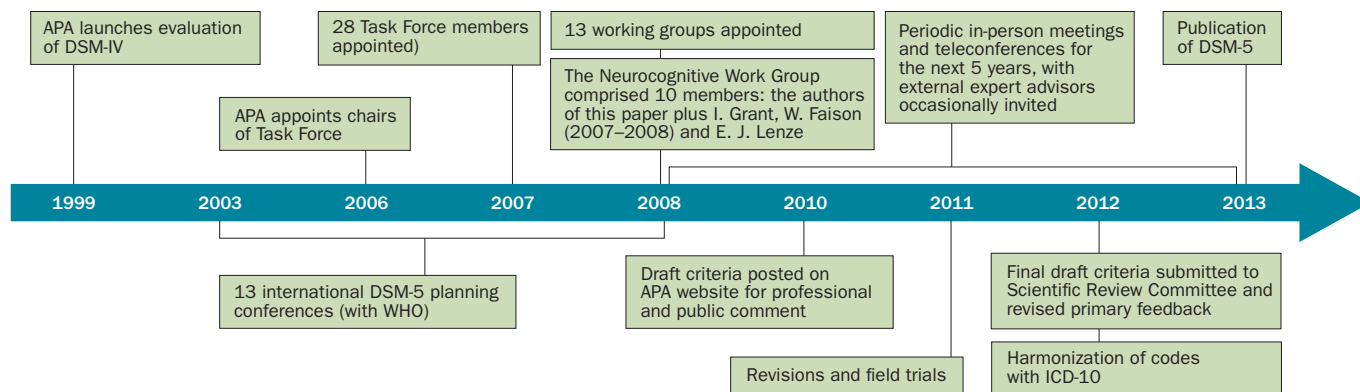 APA launches evaluation
of DSM-IV
28 Task Force members
appointed)
13 working groups appointed
Periodic in-person meetings
and teleconferences for
the next 5 years, with
external expert advisors
occasionally invited
Publication
of DSM-5
APA appoints chairs
of Task Force
The Neurocognitive Work Group
comprised 10 members: the authors
of this paper plus I. Grant, W. Faison
(2007–2008) and E. J. Lenze
1999 2003 2006 2007 2008 2010 2011 2012 2013
13 international DSM-5 planning
conferences (with WHO)
Draft criteria posted on
APA website for professional
and public comment
Final draft criteria submitted to
Scientific Review Committee and
revised primary feedback
Revisions and field trials
Harmonization of codes
with ICD-10